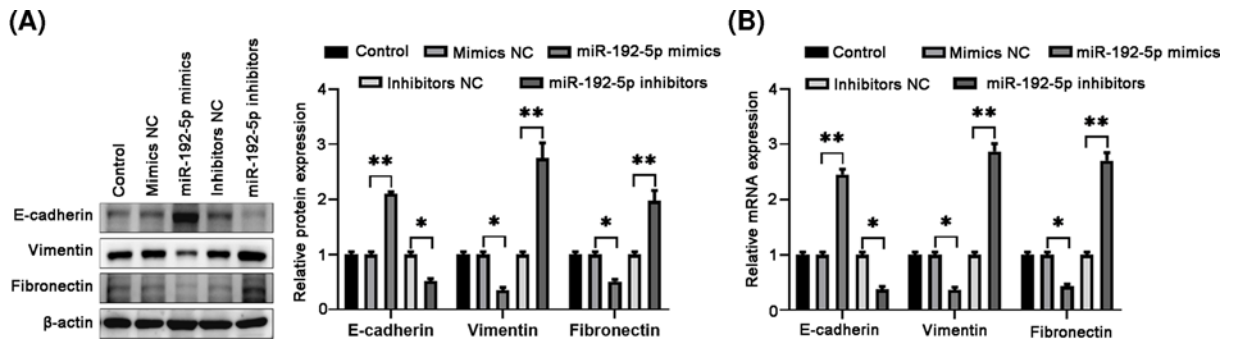 (A)
Control
Mimics NC
miR-192-5p mimics
Inhibitors NC
miR-192-5p inhibitors
E-cadherin
Vimentin
Fibronectin
β-actin
Control Mimics NC miR-192-5p mimics
Inhibitors NC miR-192-5p inhibitors
Relative protein expression
4
3
2
1
0
** * * ** * **
E-cadherin Vimentin Fibronectin
(B)
Control Mimics NC miR-192-5p mimics
Inhibitors NC miR-192-5p inhibitors
Relative mRNA expression
4
3
2
1
0
** * * ** * **
E-cadherin Vimentin Fibronectin